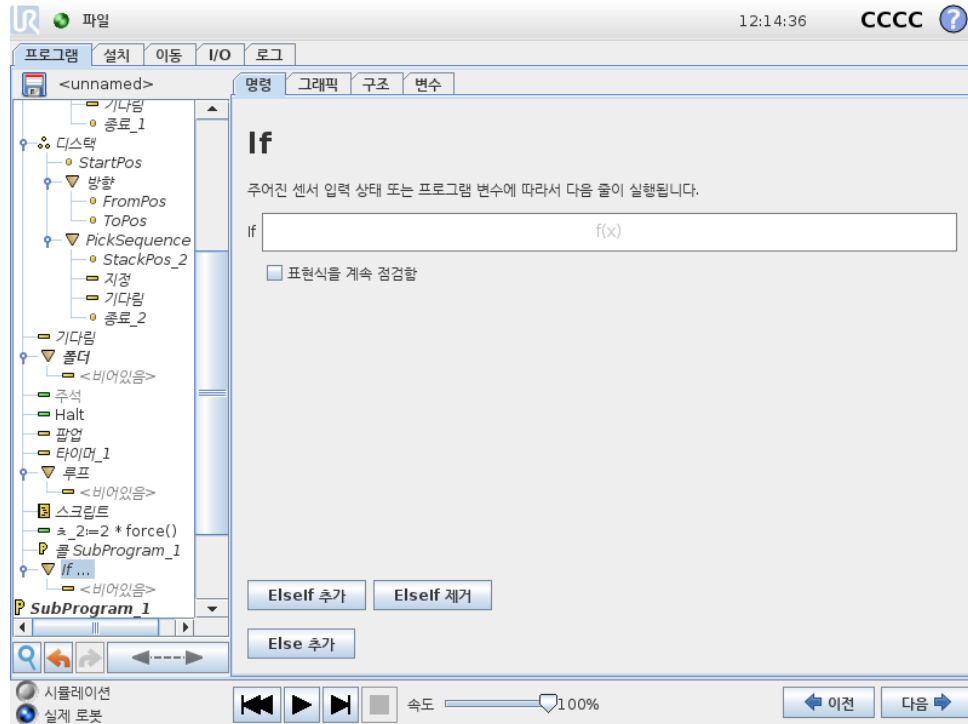 UR 파일 12:14:36 CCCC ?
프로그램 설치 이동 I/O 로그
<unnamed>
명령 그래픽 구조 변수
기다림
종료_1
디스택
StartPos
방향
FromPos
ToPos
PickSequence
StackPos_2
지정
기다림
종료_2
기다림
폴더
<비어있음>
주석
Halt
팝업
타이머_1
루프
<비어있음>
스크립트
ㅊ_2≔2 * force()
콜 SubProgram_1
If ...
<비어있음>
SubProgram_1
If
주어진 센서 입력 상태 또는 프로그램 변수에 따라서 다음 줄이 실행됩니다.
If f(x)
표현식을 계속 점검함
ElseIf 추가 ElseIf 제거
Else 추가
시뮬레이션
실제 로봇
속도 100%
이전 다음